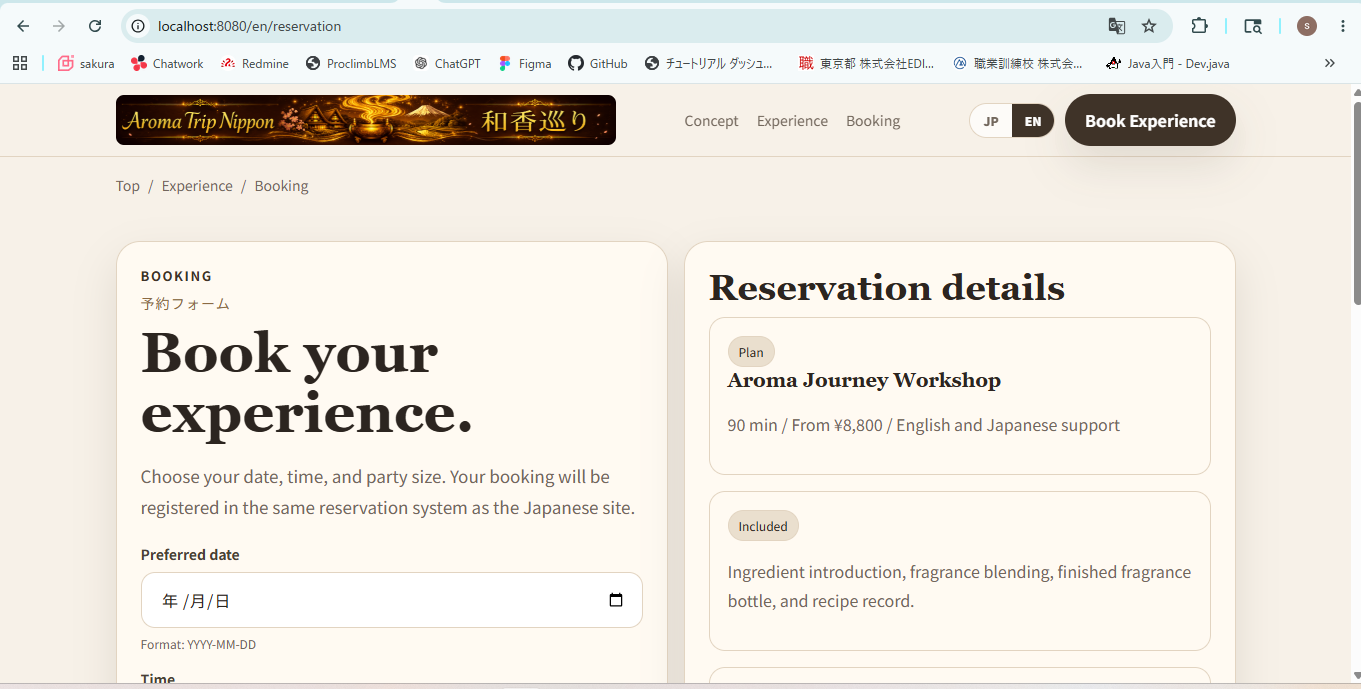 localhost:8080/en/reservation
S
sakura
Chatwork
Redmine
ProclimbLMS
ChatGPT
Figma
GitHub
チュートリアル ダッシュ...
職 東京都 株式会社EDI...
職業訓練校 株式会...
Java入門 - Dev.java
Aroma Trip Nippon 和香巡り
Concept Experience Booking
JP EN
Book Experience
Top / Experience / Booking
BOOKING
予約フォーム
Book your
experience.
Choose your date, time, and party size. Your booking will be
registered in the same reservation system as the Japanese site.
Preferred date
年 /月/日
Format: YYYY-MM-DD
Time
Reservation details
Plan
Aroma Journey Workshop
90 min / From ¥8,800 / English and Japanese support
Included
Ingredient introduction, fragrance blending, finished fragrance
bottle, and recipe record.